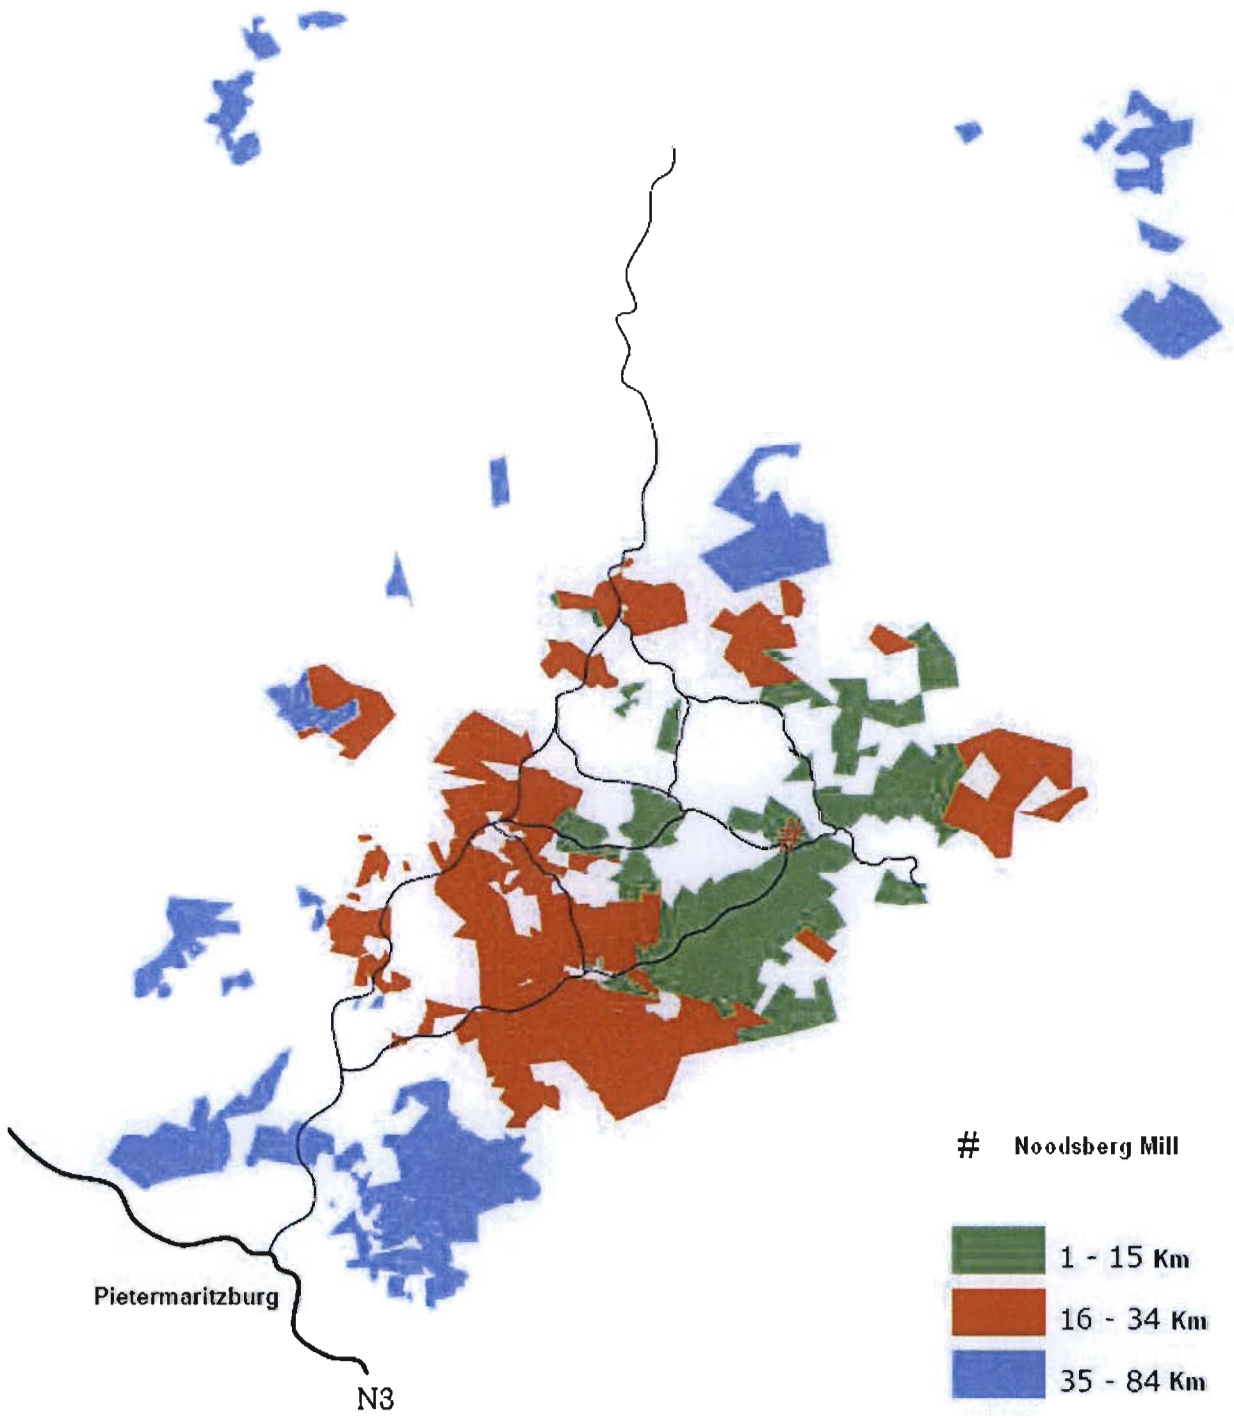 # Noodsberg Mill
1 - 15 Km
16 - 34 Km
35 - 84 Km
Pietermaritzburg
N3
#